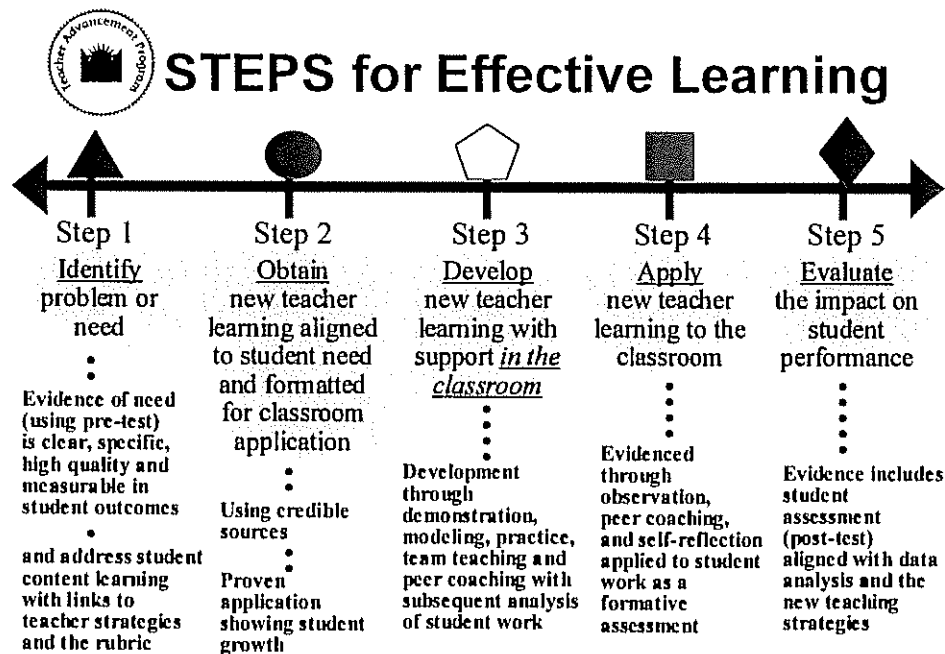 Teacher Advancement Program
STEPS for Effective Learning
Step 1
Identify
problem or
need
Evidence of need
(using pre-test)
is clear, specific,
high quality and
measurable in
student outcomes
and address student
content learning
with links to
teacher strategies
and the rubric
Step 2
Obtain
new teacher
learning aligned
to student need
and formatted
for classroom
application
Using credible
sources
Proven
application
showing student
growth
Step 3
Develop
new teacher
learning with
support in the
classroom
Development
through
demonstration,
modeling, practice,
team teaching and
peer coaching with
subsequent analysis
of student work
Step 4
Apply
new teacher
learning to the
classroom
Evidenced
through
observation,
peer coaching,
and self-reflection
applied to student
work as a
formative
assessment
Step 5
Evaluate
the impact on
student
performance
Evidence includes
student
assessment
(post-test)
aligned with data
analysis and the
new teaching
strategies